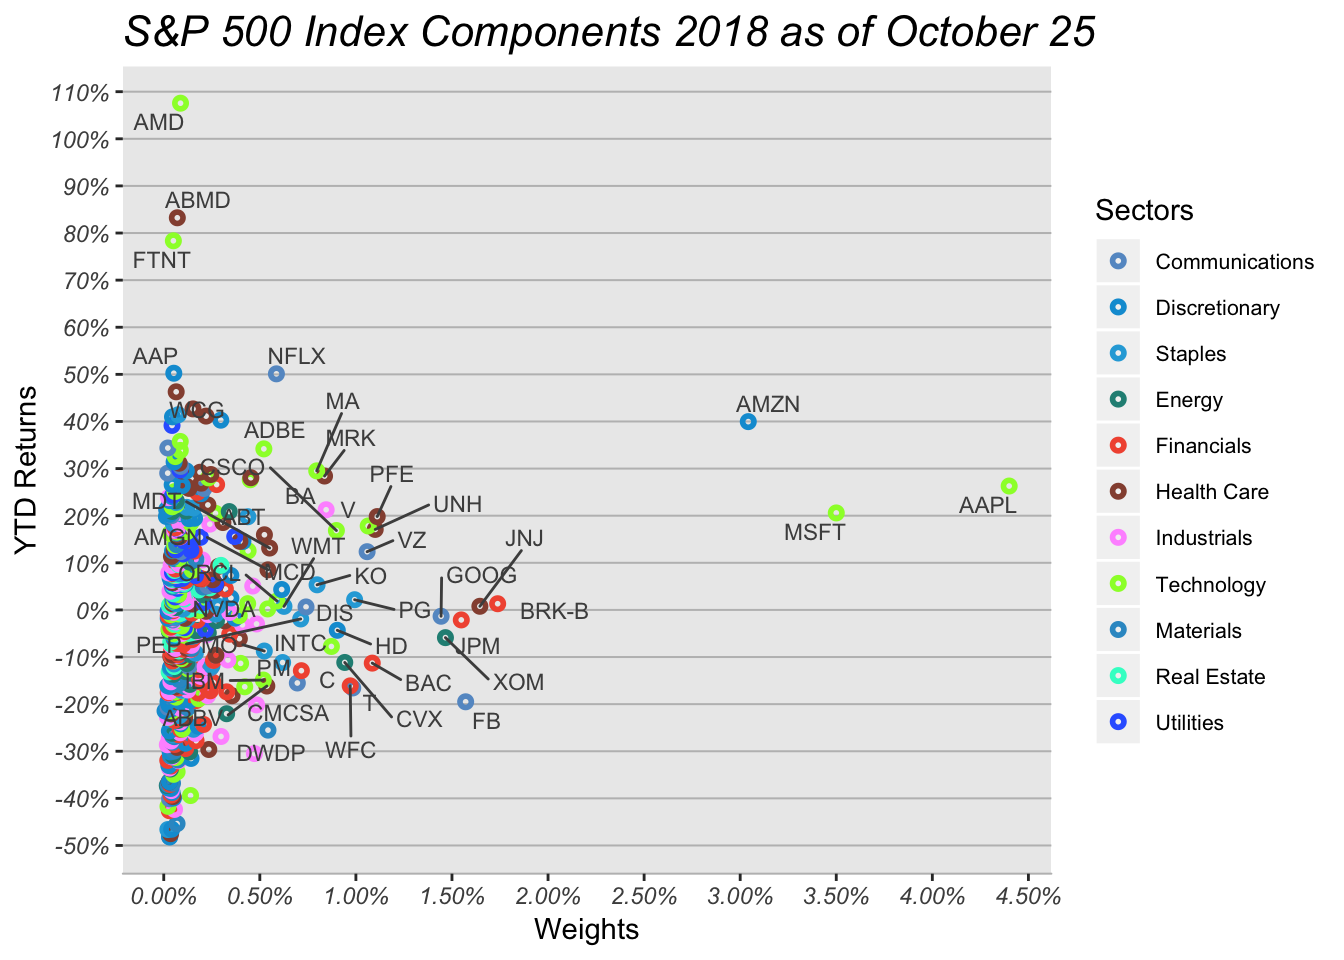 S&P 500 Index Components 2018 as of October 25
110%
AMD
100%
ABMD
90%
80%
FTNT
70%
60%
AAP
NFLX
50%
MA
AMZN
WCG
40%
ADBE
MRK
CSCO
PFE
30%
MDT
BA
V
UNH
AAPL
20%
ABT
MSFT
AMGN
WMT
VZ
JNJ
10%
ORCL
MCD
KO
GOOG
NVDA
DIS
PG
BRK-B
0%
PEP
MO
INTC
HD
JPM
-10%
IBM
PM
C
BAC
XOM
ABBV
CMCSA
T
CVX
FB
-20%
DWDP
WFC
-30%
-40%
-50%
YTD Returns
0.00% 0.50% 1.00% 1.50% 2.00% 2.50% 3.00% 3.50% 4.00% 4.50%
Weights
Sectors
Communications
Discretionary
Staples
Energy
Financials
Health Care
Industrials
Technology
Materials
Real Estate
Utilities